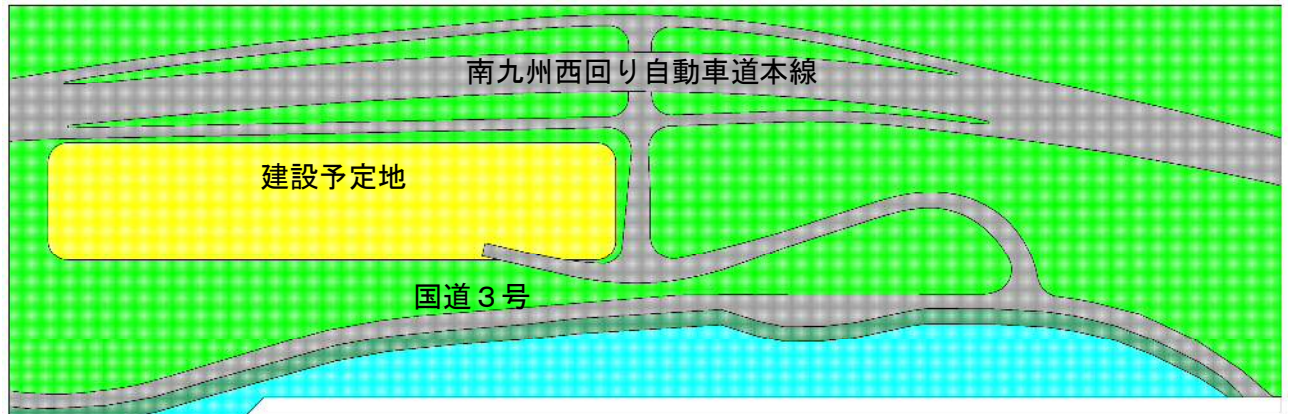 南九州西回り自動車道本線
建設予定地
国道３号